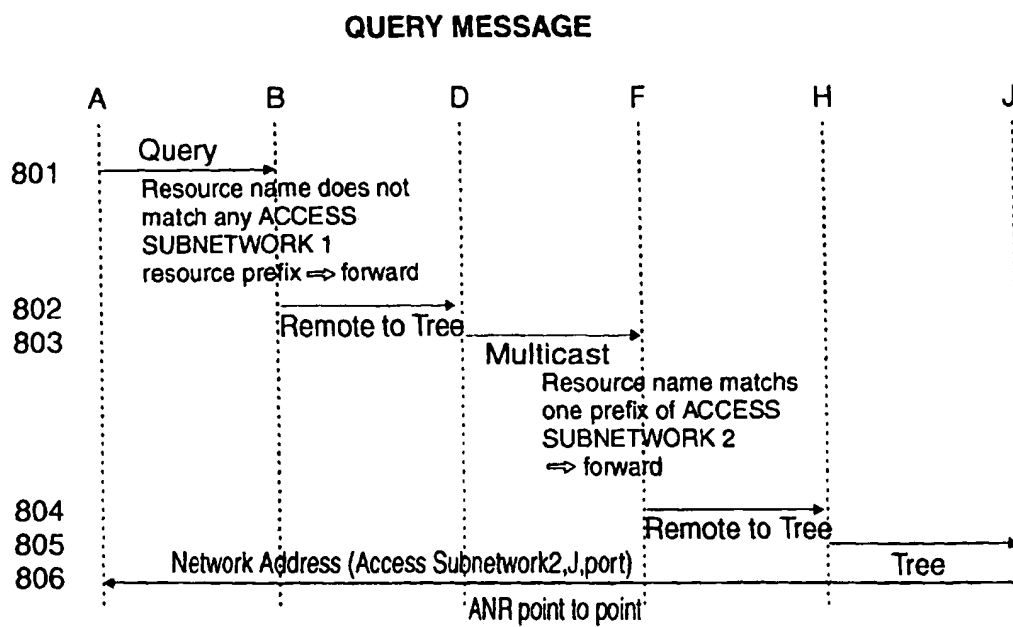 QUERY MESSAGE
A B D F H J
Query
801
Resource name does not
match any ACCESS
SUBNETWORK 1
resource prefix ⇒ forward
802
Remote to Tree
803
Multicast
Resource name matchs
one prefix of ACCESS
SUBNETWORK 2
⇒ forward
804
Remote to Tree
805
Network Address (Access Subnetwork2,J,port) Tree
806
ANR point to point